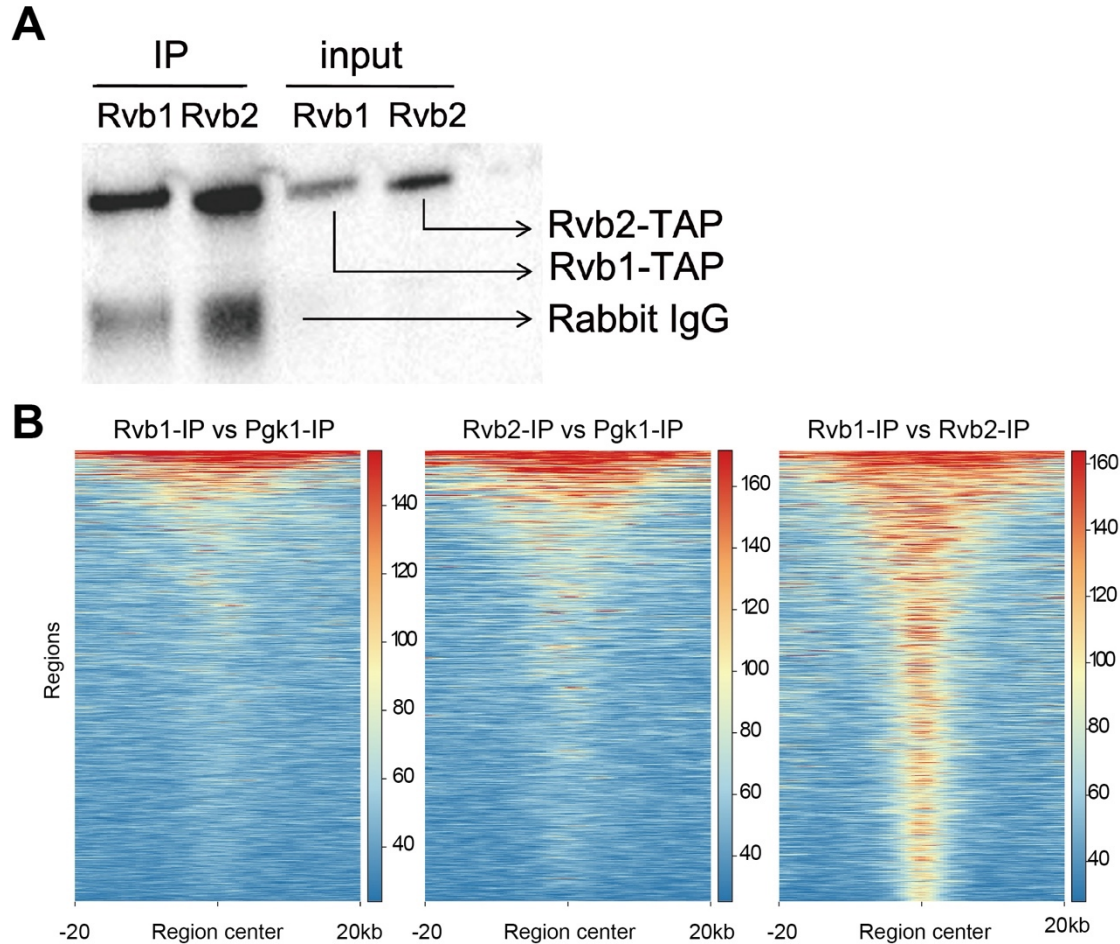 A
IP input
Rvb1 Rvb2 Rvb1 Rvb2
Rvb2-TAP
Rvb1-TAP
Rabbit IgG
B
Rvb1-IP vs Pgk1-IP Rvb2-IP vs Pgk1-IP Rvb1-IP vs Rvb2-IP
Regions
140
120
100
80
60
40
160
140
120
100
80
60
40
160
140
120
100
80
60
40
-20 Region center 20kb -20 Region center 20kb -20 Region center 20kb